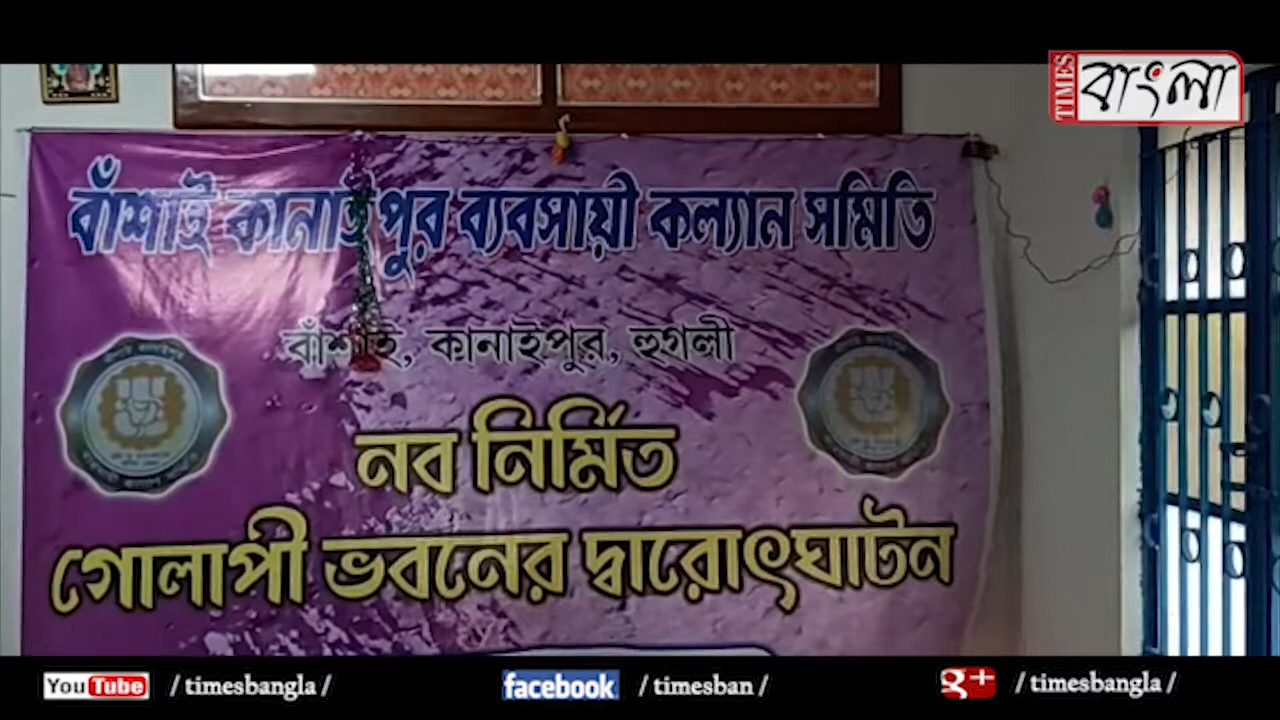 TIMES বাংলা
বাঁশাই কানাইপুর ব্যবসায়ী কল্যান সমিতি
বাঁশাই, কানাইপুর, হুগলী
নব নির্মিত
গোলাপী ভবনের দ্বারোৎঘাটন
YouTube / timesbangla / facebook / timesban / g+ / timesbangla /